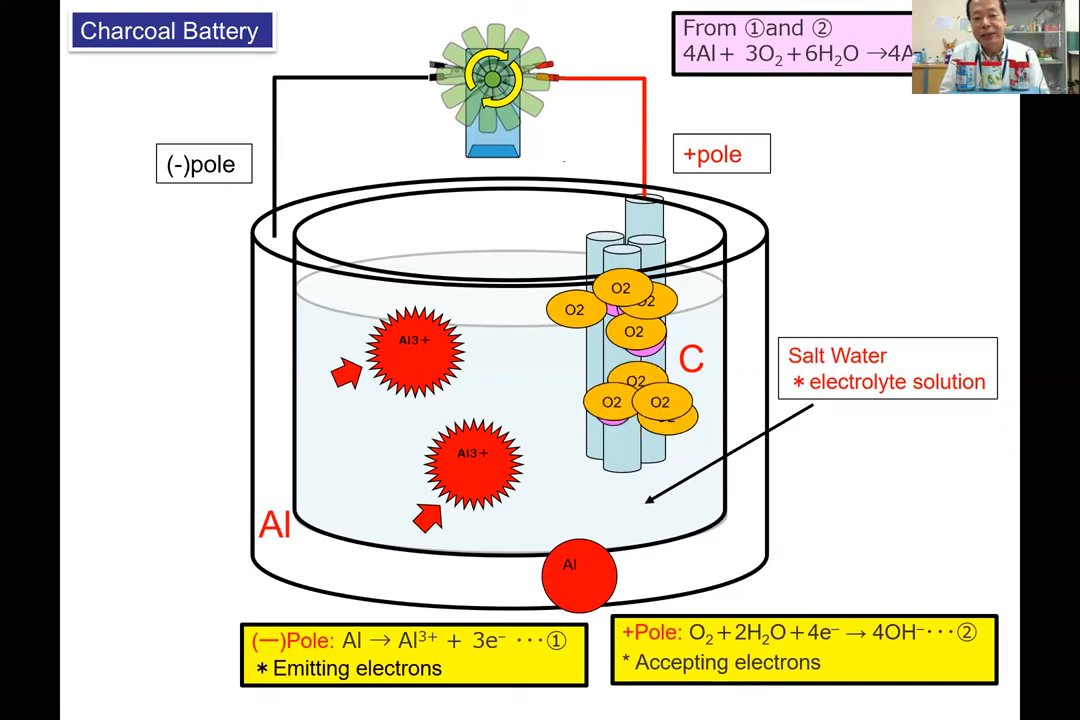 Charcoal Battery
From ①and ②
4Al+ 3O₂+6H₂O →4A
(-)pole
+pole
O2
O2
O2
O2
O2
O2
O2
Al3+
C
Salt Water
＊electrolyte solution
Al3+
Al
Al
(一)Pole: Al → Al³⁺ + 3e⁻ ･･･①
＊Emitting electrons
+Pole: O₂+2H₂O+4e⁻→ 4OH⁻･･･②
* Accepting electrons